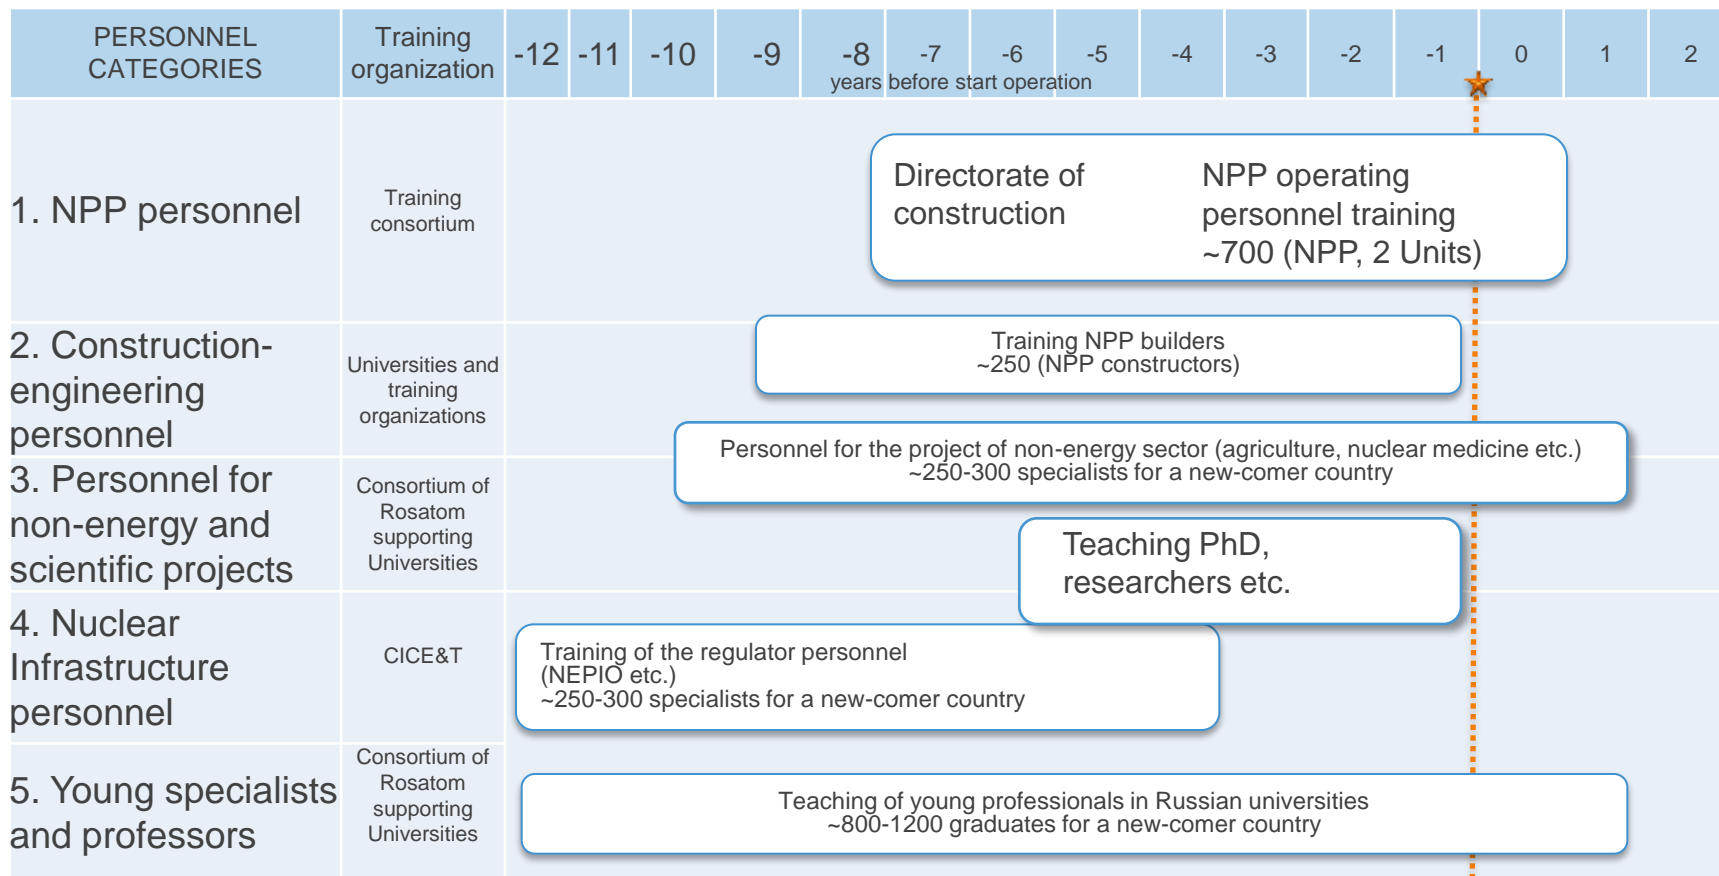 PERSONNEL
CATEGORIES
Training
organization
-12
-11
-10
-9
-8
-7
-6
-5
-4
-3
-2
-1
0
1
2
years before start operation
1. NPP personnel
Training
consortium
Directorate of
construction
NPP operating
personnel training
~700 (NPP, 2 Units)
2. Construction-
engineering
personnel
Universities and
training
organizations
Training NPP builders
~250 (NPP constructors)
Personnel for the project of non-energy sector (agriculture, nuclear medicine etc.)
~250-300 specialists for a new-comer country
3. Personnel for
non-energy and
scientific projects
Consortium of
Rosatom
supporting
Universities
Teaching PhD,
researchers etc.
4. Nuclear
Infrastructure
personnel
CICE&T
Training of the regulator personnel
(NEPIO etc.)
~250-300 specialists for a new-comer country
5. Young specialists
and professors
Consortium of
Rosatom
supporting
Universities
Teaching of young professionals in Russian universities
~800-1200 graduates for a new-comer country